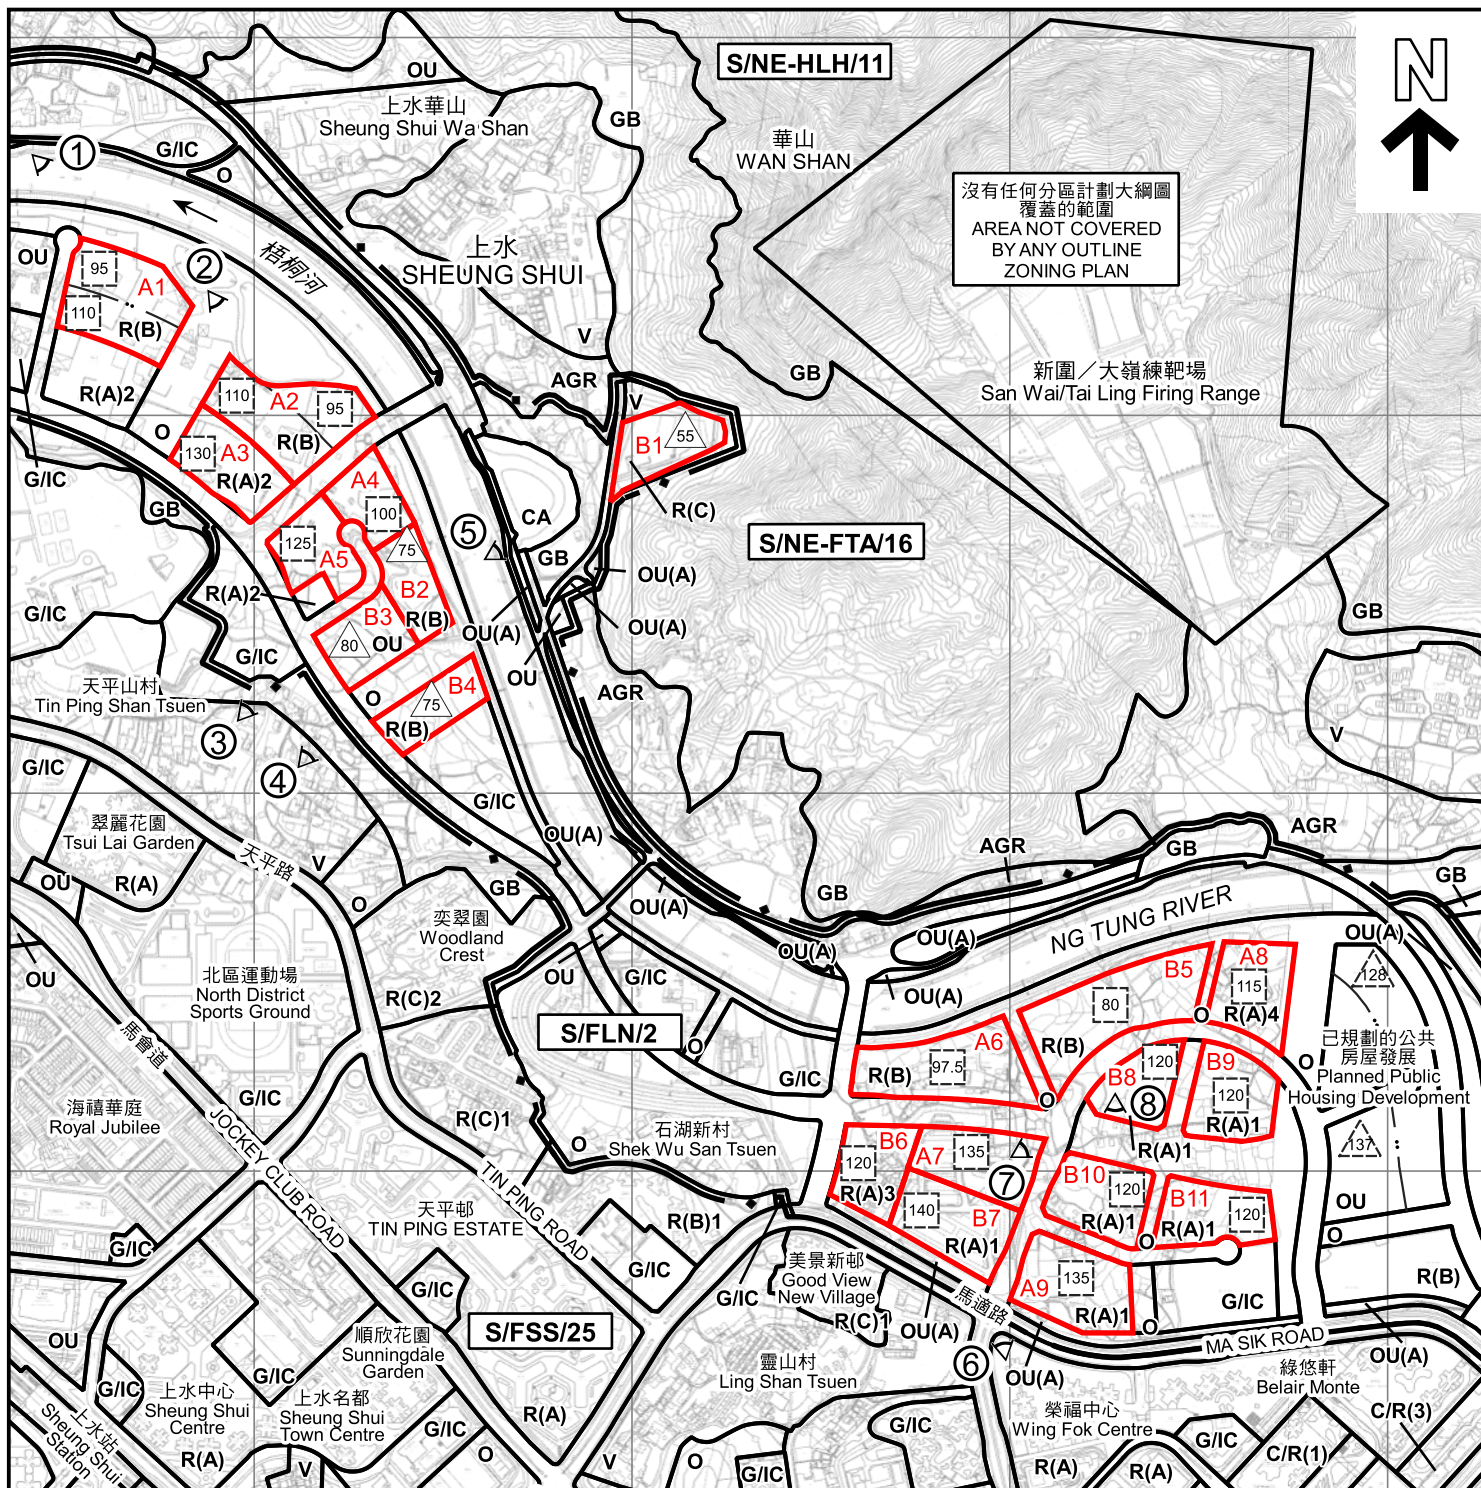 S/NE-HLH/11
OU
上水華山
Sheung Shui Wa Shan
GB
華山
WAN SHAN
N
①
G/IC
O
沒有任何分區計劃大綱圖
覆蓋的範圍
AREA NOT COVERED
BY ANY OUTLINE
ZONING PLAN
梧桐河
上水
SHEUNG SHUI
②
OU
95
A1
110
R(B)
V
R(A)2
AGR
GB
新圍／大嶺練靶場
San Wai/Tai Ling Firing Range
110
A2
95
R(B)
O
130
A3
R(A)2
V
B1
55
R(C)
G/IC
GB
A4
100
CA
⑤
S/NE-FTA/16
125
A5
75
GB
OU(A)
R(A)2
B2
R(B)
B3
80
OU
OU(A)
OU(A)
GB
G/IC
G/IC
OU
AGR
天平山村
Tin Ping Shan Tsuen
O
B4
75
R(B)
③
④
V
G/IC
G/IC
翠麗花園
Tsui Lai Garden
天平路
V
OU
R(A)
OU(A)
AGR
AGR
GB
GB
O
GB
奕翠園
Woodland
Crest
OU(A)
GB
NG TUNG RIVER
OU(A)
OU(A)
OU(A)
OU
北區運動場
North District
Sports Ground
R(C)2
OU
G/IC
OU(A)
B5
A8
128
80
115
R(A)4
O
S/FLN/2
O
馬會道
海禧華庭
Royal Jubilee
G/IC
JOCKEY CLUB ROAD
R(C)1
G/IC
R(B)
A6
97.5
R(B)
O
120
B8
⑧
B9
120
R(A)1
R(A)1
O
已規劃的公共
房屋發展
Planned Public
Housing Development
137
O
石湖新村
Shek Wu San Tsuen
B6
120
R(A)3
A7
135
⑦
140
B7
R(A)1
B10
120
R(A)1
B11
120
R(A)1
O
OU
O
TIN PING ROAD
天平邨
TIN PING ESTATE
R(B)1
G/IC
G/IC
G/IC
G/IC
美景新邨
Good View
New Village
R(C)1
OU(A)
馬適路
A9
135
R(A)1
O
G/IC
R(B)
MA SIK ROAD
OU(A)
S/FSS/25
順欣花園
Sunningdale
Garden
OU
G/IC
G/IC
上水中心
Sheung Shui
Centre
上水名都
Sheung Shui
Town Centre
上水站
Sheung Shui
Station
R(A)
V
G/IC
O
R(A)
V
靈山村
Ling Shan Tsuen
⑥
OU(A)
綠悠軒
Belair Monte
榮福中心
Wing Fok Centre
G/IC
O
G/IC
R(A)
R(A)
G/IC
C/R(1)
C/R(3)